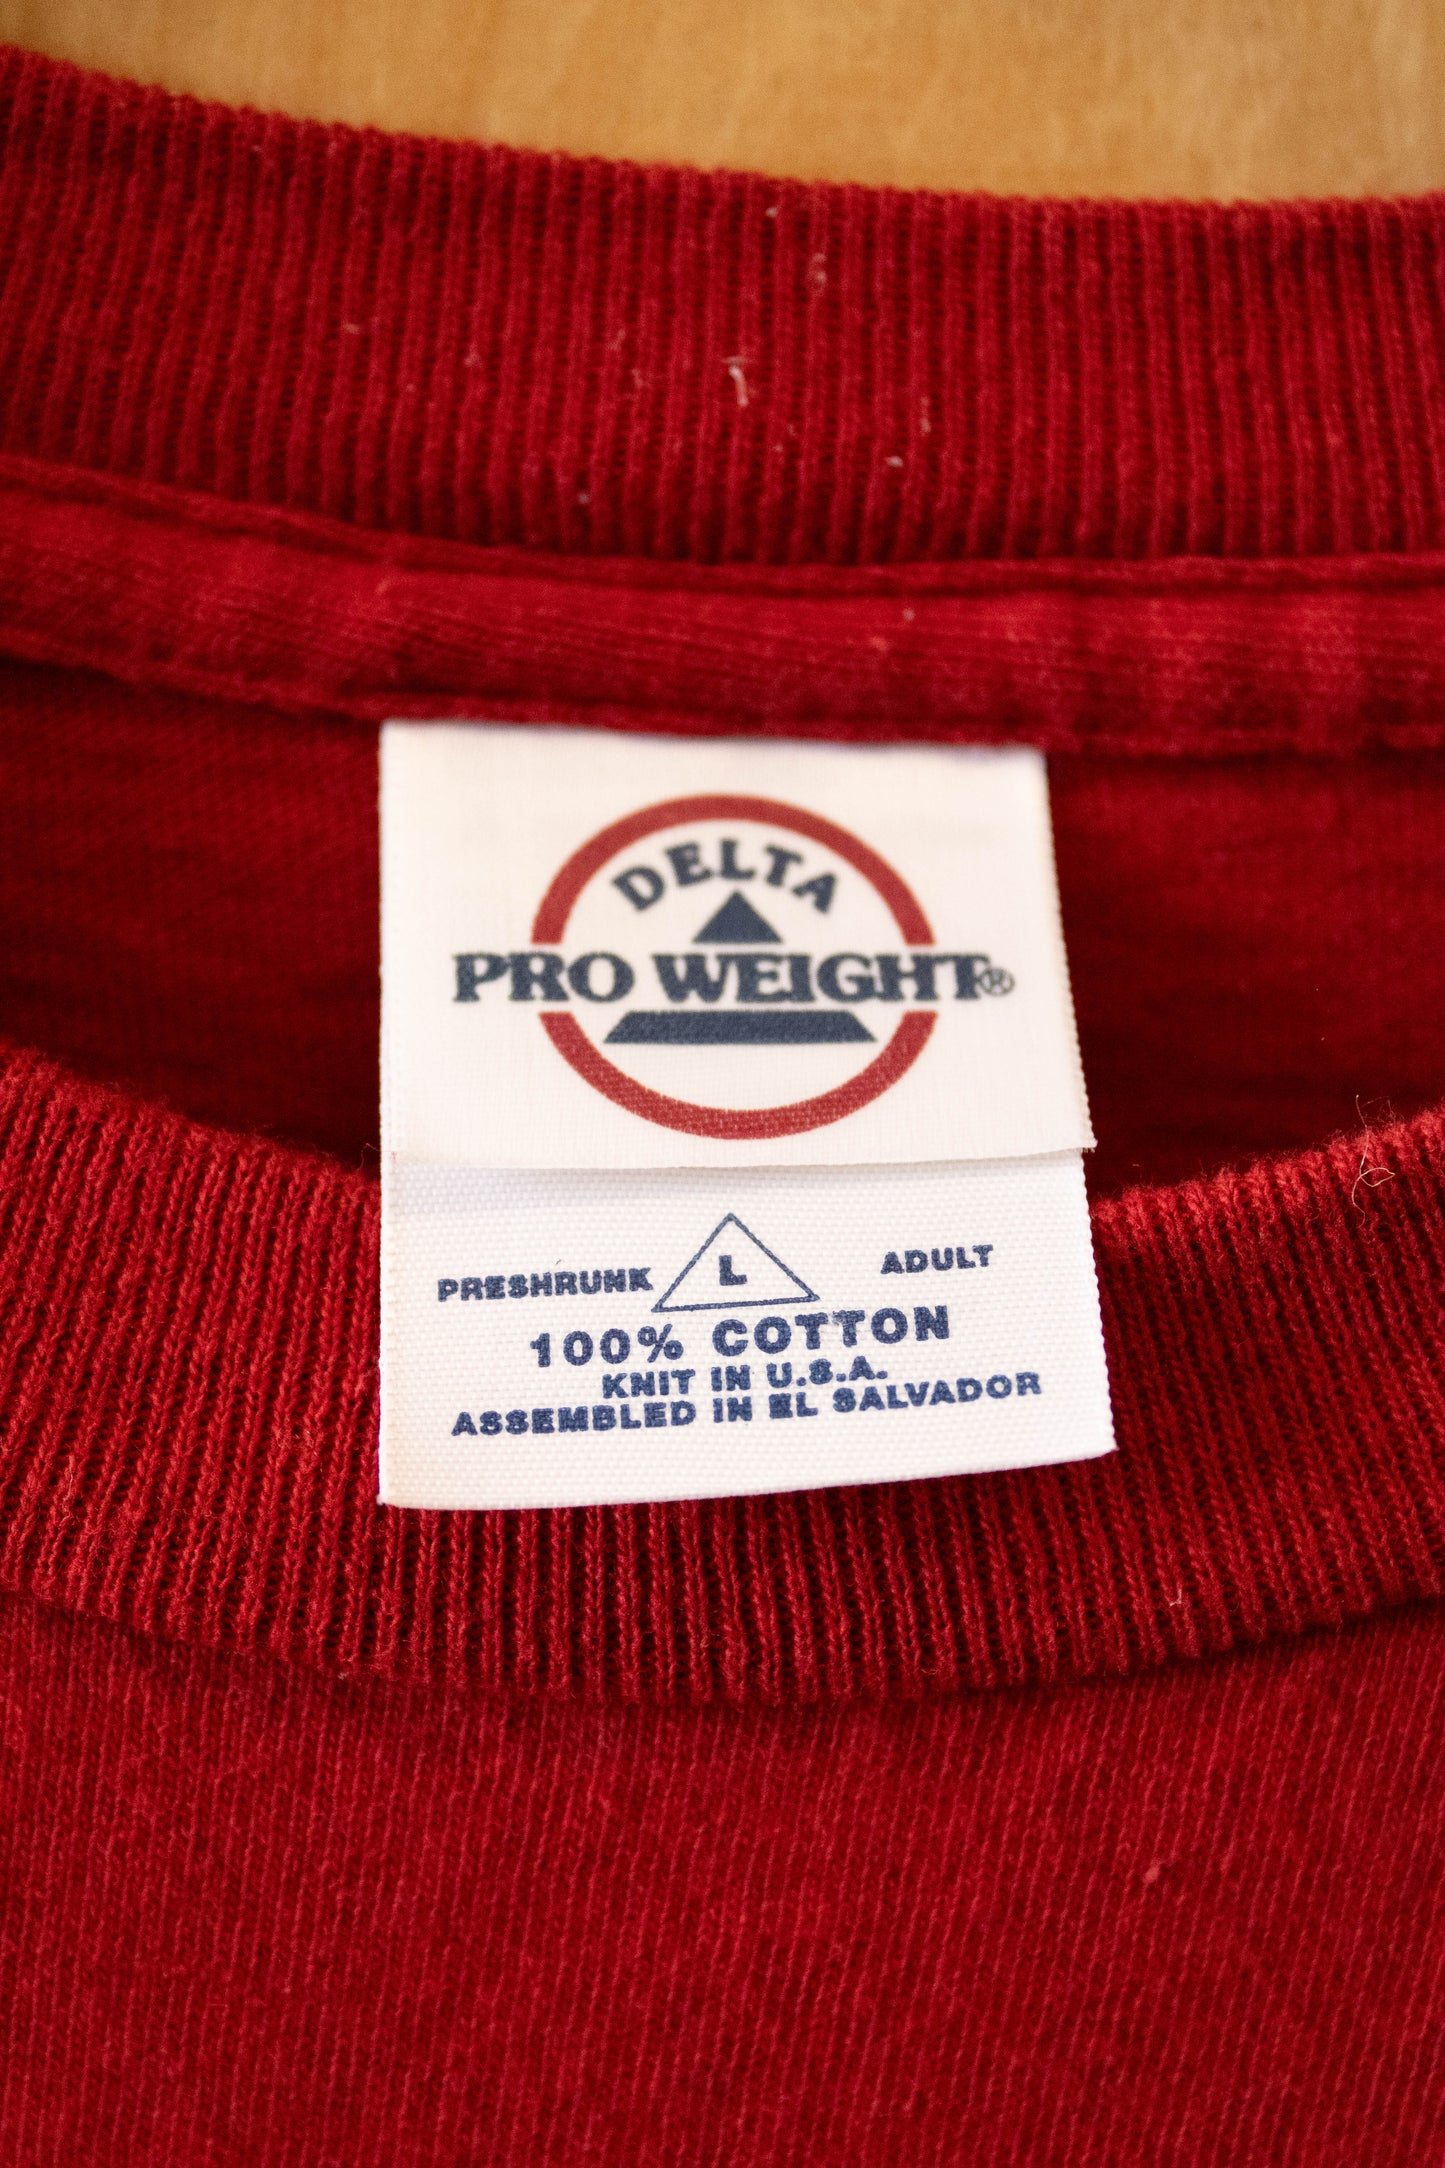 DELTA
PRO WEIGHT®
PRESHRUNK L ADULT
100% COTTON
KNIT IN U.S.A.
ASSEMBLED IN EL SALVADOR